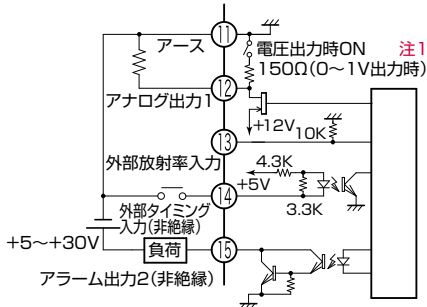 ⑪
アース
電圧出力時ON 注1
150Ω(0〜1V出力時)
⑫
アナログ出力1
+12V
10K
⑬
外部放射率入力
4.3K
+5V
⑭
3.3K
外部タイミング
入力(非絶縁)
+5〜+30V
負荷
⑮
アラーム出力2(非絶縁)